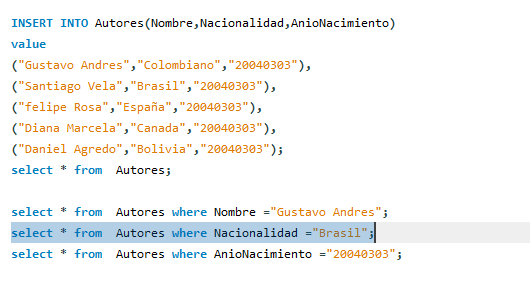 INSERT INTO Autores(Nombre,Nacionalidad,AnioNacimiento)
value
("Gustavo Andres","Colombiano","20040303"),
("Santiago Vela","Brasil","20040303"),
("felipe Rosa","España","20040303"),
("Diana Marcela","Canada","20040303"),
("Daniel Agredo","Bolivia","20040303");
select * from  Autores;
select * from  Autores where Nombre ="Gustavo Andres";
select * from  Autores where Nacionalidad ="Brasil";
select * from  Autores where AnioNacimiento ="20040303";